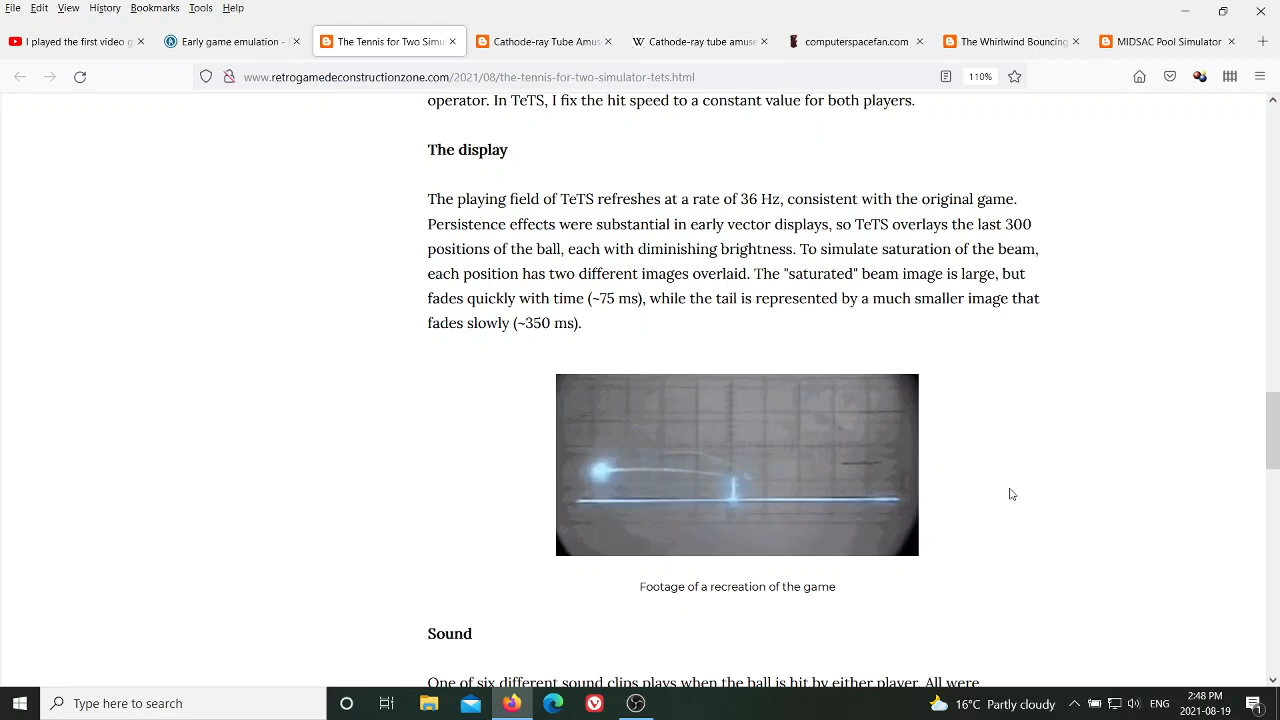 File Edit View History Bookmarks Tools Help
I played the first video g
Early game emulation -
The Tennis for Two Simu
Cathode-ray Tube Amus
Cathode-ray tube amus
computerspacefan.com
The Whirlwind Bouncing
MIDSAC Pool Simulator
www.retrogamedeconstructionzone.com/2021/08/the-tennis-for-two-simulator-tets.html
110%
operator. In TeTS, I fix the hit speed to a constant value for both players.
The display
The playing field of TeTS refreshes at a rate of 36 Hz, consistent with the original game.
Persistence effects were substantial in early vector displays, so TeTS overlays the last 300
positions of the ball, each with diminishing brightness. To simulate saturation of the beam,
each position has two different images overlaid. The "saturated" beam image is large, but
fades quickly with time (~75 ms), while the tail is represented by a much smaller image that
fades slowly (~350 ms).
Footage of a recreation of the game
Sound
One of six different sound clips plays when the ball is hit by either player. All were
Type here to search
16°C Partly cloudy
ENG
2:48 PM
2021-08-19